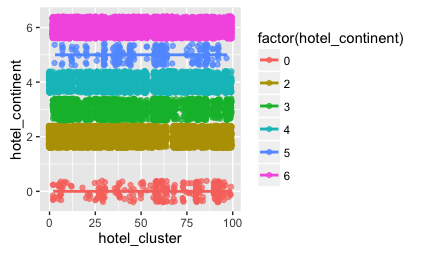 factor(hotel_continent)
0
2
3
4
5
6
hotel_continent
6
4
2
0
0 25 50 75 100
hotel_cluster